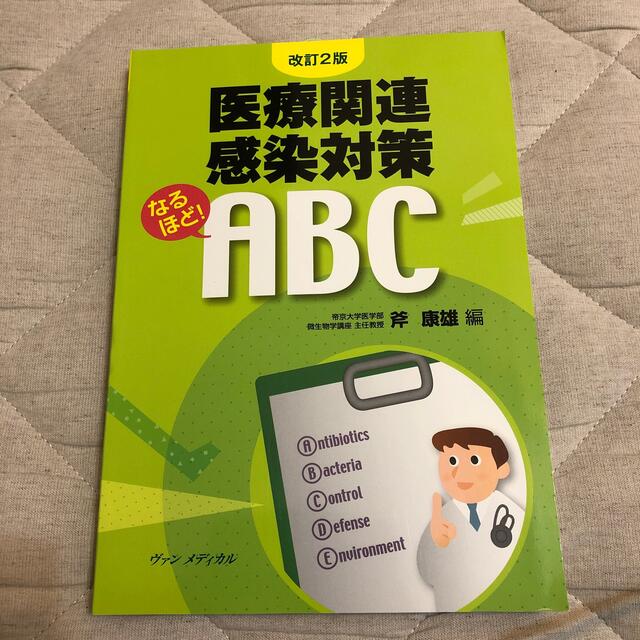 改訂2版
医療関連
感染対策
なる
ほど!
ABC
帝京大学医学部
微生物学講座 主任教授 斧 康雄 編
Antibiotics
Bacteria
Control
Defense
Environment
ヴァン メディカル